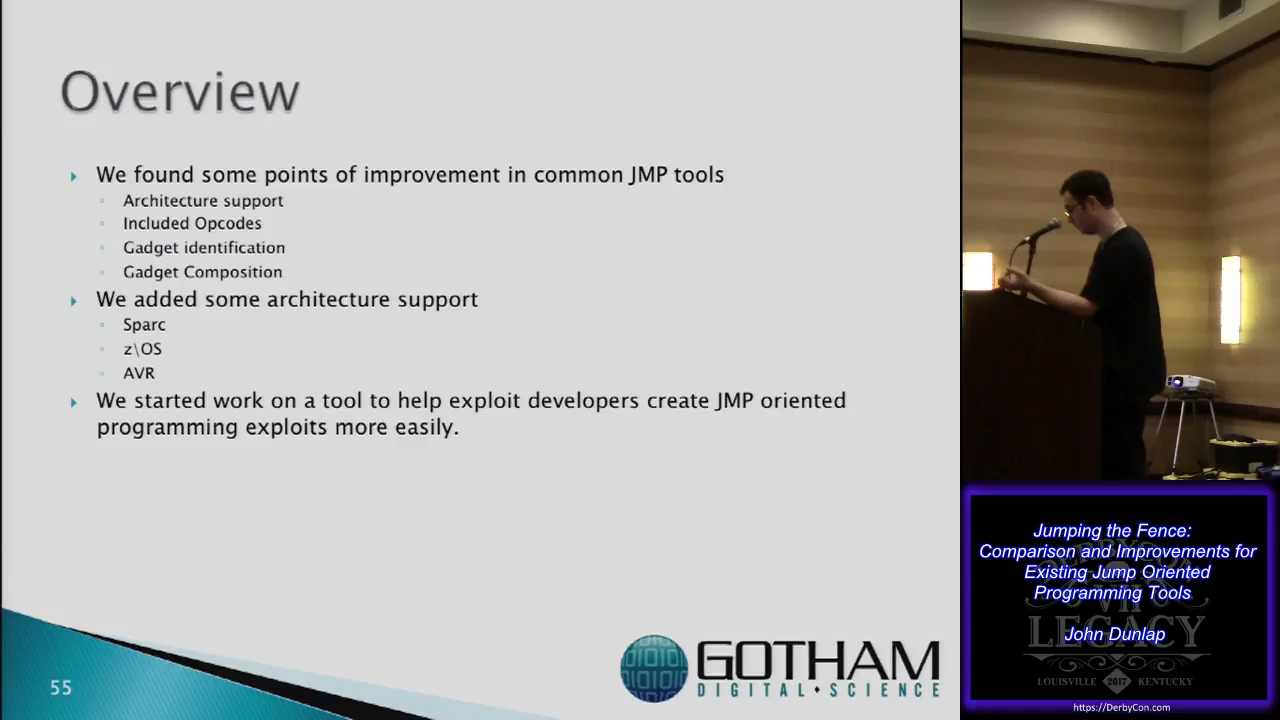 Overview
We found some points of improvement in common JMP tools
Architecture support
Included Opcodes
Gadget identification
Gadget Composition
We added some architecture support
Sparc
z\OS
AVR
We started work on a tool to help exploit developers create JMP oriented
programming exploits more easily.
55
GOTHAM
DIGITAL SCIENCE
Jumping the Fence:
Comparison and Improvements for
Existing Jump Oriented
Programming Tools
John Dunlap
DERBYCON
VII
LEGACY
LOUISVILLE 2017 KENTUCKY
https://DerbyCon.com